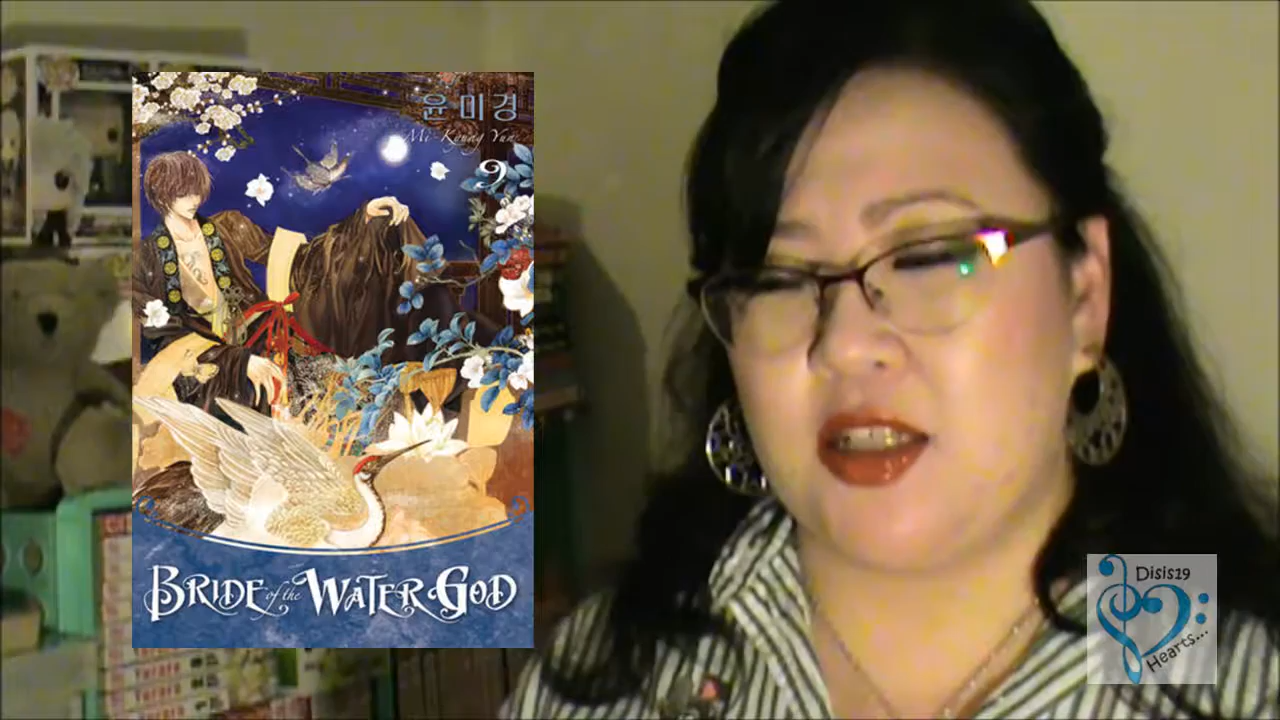 윤미경
Mi-Kyung Yun
9
BRIDE of the WATER GOD
Disis19
Hearts...